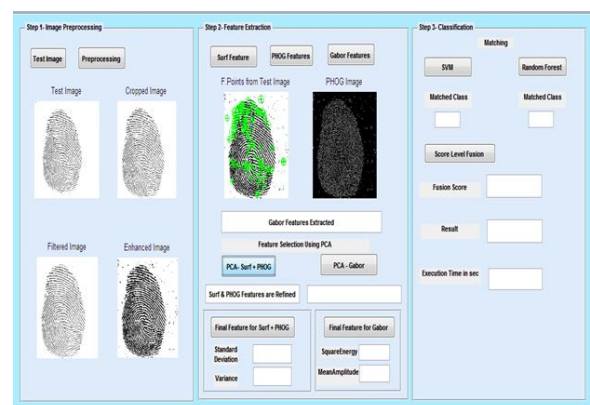 Step 1- Image Preprocessing
Test Image Preprocessing
Test Image Cropped Image
Filtered Image Enhanced Image
Step 2- Feature Extraction
Surf Feature PHOG Features Gabor Features
F Points from Test Image PHOG Image
Gabor Features Extracted
Feature Selection Using PCA
PCA- Surf + PHOG PCA - Gabor
Surf & PHOG Features are Refined
Final Feature for Surf + PHOG
Standard
Deviation
Variance
Final Feature for Gabor
SquareEnergy
MeanAmplitude
Step 3- Classification
Matching
SVM Random Forest
Matched Class Matched Class
Score Level Fusion
Fusion Score
Result
Execution Time in sec